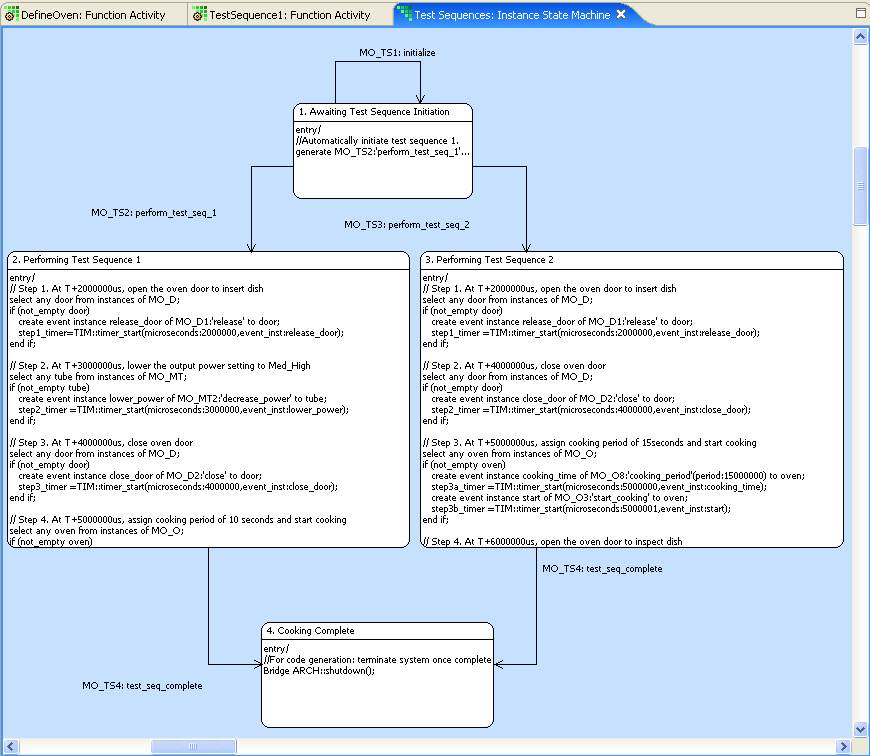 DefineOven: Function Activity
TestSequence1: Function Activity
Test Sequences: Instance State Machine
MO_TS1: initialize
1. Awaiting Test Sequence Initiation
entry/
//Automatically initiate test sequence 1.
generate MO_TS2:'perform_test_seq_1'...
MO_TS2: perform_test_seq_1
MO_TS3: perform_test_seq_2
2. Performing Test Sequence 1
entry/
// Step 1. At T+2000000us, open the oven door to insert dish
select any door from instances of MO_D;
if (not_empty door)
create event instance release_door of MO_D1:'release' to door;
step1_timer=TIM::timer_start(microseconds:2000000,event_inst:release_door);
end if;
// Step 2. At T+3000000us, lower the output power setting to Med_High
select any tube from instances of MO_MT;
if (not_empty tube)
create event instance lower_power of MO_MT2:'decrease_power' to tube;
step2_timer =TIM::timer_start(microseconds:3000000,event_inst:lower_power);
end if;
// Step 3. At T+4000000us, close oven door
select any door from instances of MO_D;
if (not_empty door)
create event instance close_door of MO_D2:'close' to door;
step3_timer =TIM::timer_start(microseconds:4000000,event_inst:close_door);
end if;
// Step 4. At T+5000000us, assign cooking period of 10 seconds and start cooking
select any oven from instances of MO_O;
if (not_empty oven)
3. Performing Test Sequence 2
entry/
// Step 1. At T+2000000us, open the oven door to insert dish
select any door from instances of MO_D;
if (not_empty door)
create event instance release_door of MO_D1:'release' to door;
step1_timer =TIM::timer_start(microseconds:2000000,event_inst:release_door);
end if;
// Step 2. At T+4000000us, close oven door
select any door from instances of MO_D;
if (not_empty door)
create event instance close_door of MO_D2:'close' to door;
step2_timer =TIM::timer_start(microseconds:4000000,event_inst:close_door);
end if;
// Step 3. At T+5000000us, assign cooking period of 15seconds and start cooking
select any oven from instances of MO_O;
if (not_empty oven)
create event instance cooking_time of MO_O8:'cooking_period'(period:15000000) to oven;
step3a_timer =TIM::timer_start(microseconds:5000000,event_inst:cooking_time);
create event instance start of MO_O3:'start_cooking' to oven;
step3b_timer =TIM::timer_start(microseconds:5000001,event_inst:start);
end if;
// Step 4. At T+6000000us, open the oven door to inspect dish
MO_TS4: test_seq_complete
4. Cooking Complete
entry/
//For code generation: terminate system once complete
Bridge ARCH::shutdown();
MO_TS4: test_seq_complete